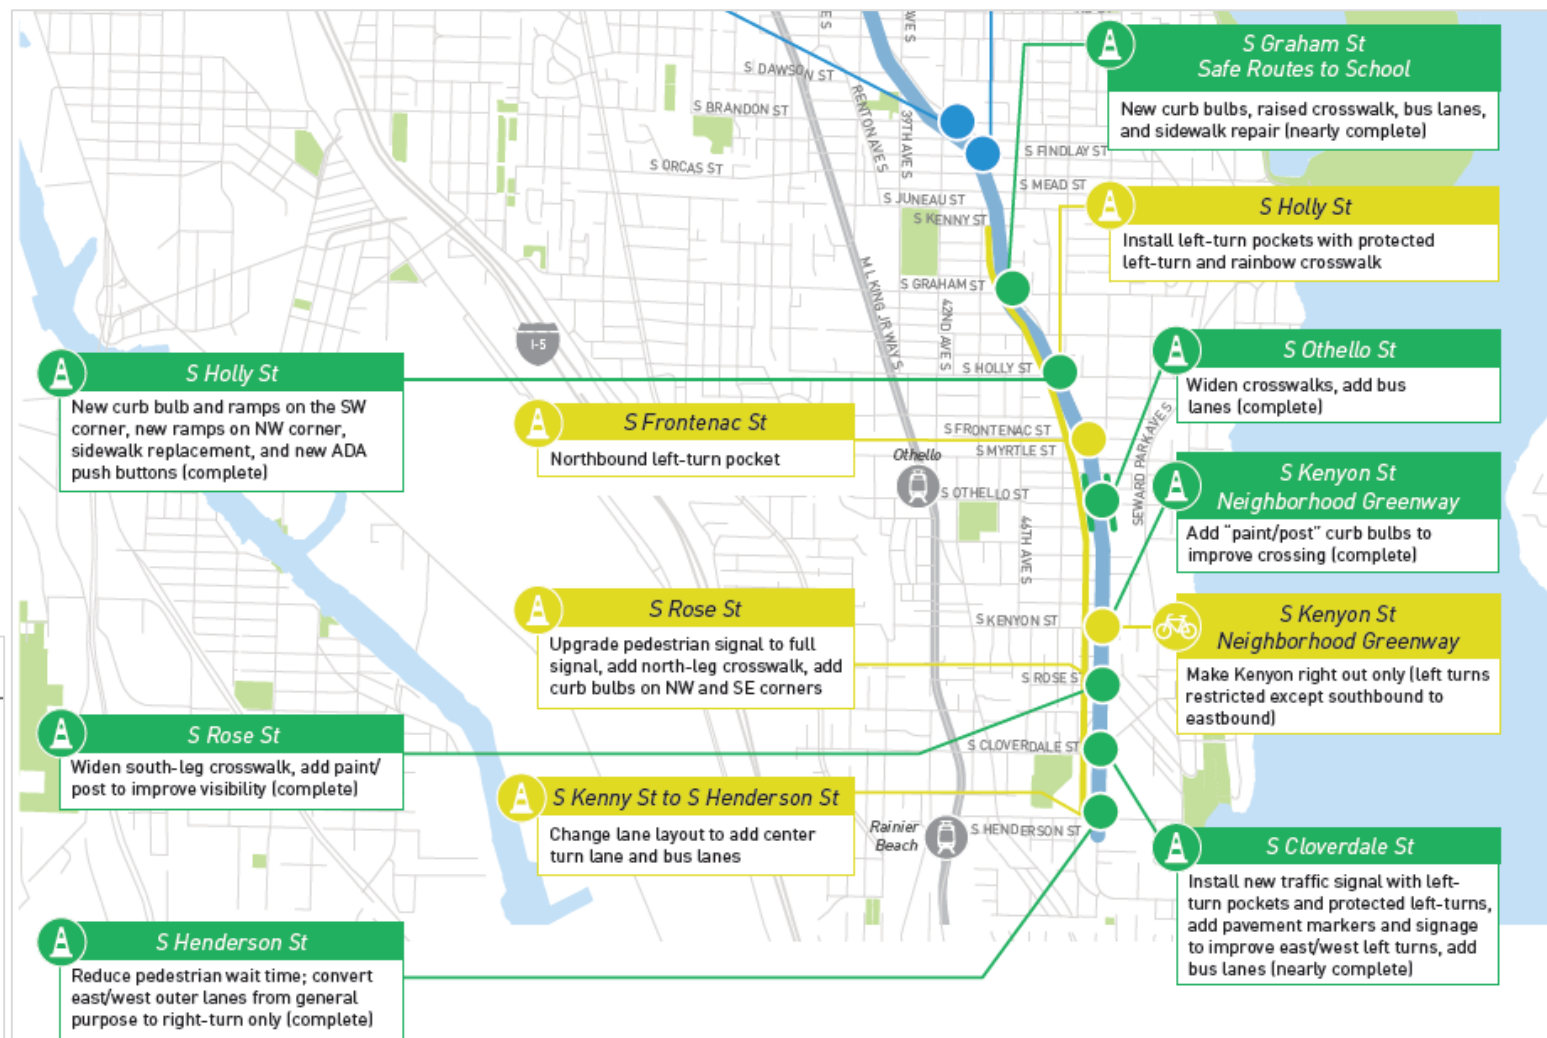 S Graham St
Safe Routes to School
New curb bulbs, raised crosswalk, bus lanes,
and sidewalk repair (nearly complete)
S Holly St
Install left-turn pockets with protected
left-turn and rainbow crosswalk
S Othello St
Widen crosswalks, add bus
lanes (complete)
S Kenyon St
Neighborhood Greenway
Add “paint/post” curb bulbs to
improve crossing (complete)
S Kenyon St
Neighborhood Greenway
Make Kenyon right out only (left turns
restricted except southbound to
eastbound)
S Cloverdale St
Install new traffic signal with left-
turn pockets and protected left-turns,
add pavement markers and signage
to improve east/west left turns, add
bus lanes (nearly complete)
S Holly St
New curb bulb and ramps on the SW
corner, new ramps on NW corner,
sidewalk replacement, and new ADA
push buttons (complete)
S Frontenac St
Northbound left-turn pocket
S Rose St
Upgrade pedestrian signal to full
signal, add north-leg crosswalk, add
curb bulbs on NW and SE corners
S Rose St
Widen south-leg crosswalk, add paint/
post to improve visibility (complete)
S Kenny St to S Henderson St
Change lane layout to add center
turn lane and bus lanes
S Henderson St
Reduce pedestrian wait time; convert
east/west outer lanes from general
purpose to right-turn only (complete)
S DAWSON ST
S BRANDON ST
S ORCAS ST
RENTON AVE S
39TH AVE S
S FINDLAY ST
S MEAD ST
S JUNEAU ST
S KENNY ST
S GRAHAM ST
M L KING JR WAY S
42ND AVE S
S HOLLY ST
I-5
S FRONTENAC ST
S MYRTLE ST
Othello
S OTHELLO ST
SEWARD PARK AVE S
46TH AVE S
S KENYON ST
S ROSE S
S CLOVERDALE ST
Rainier
Beach
S HENDERSON ST